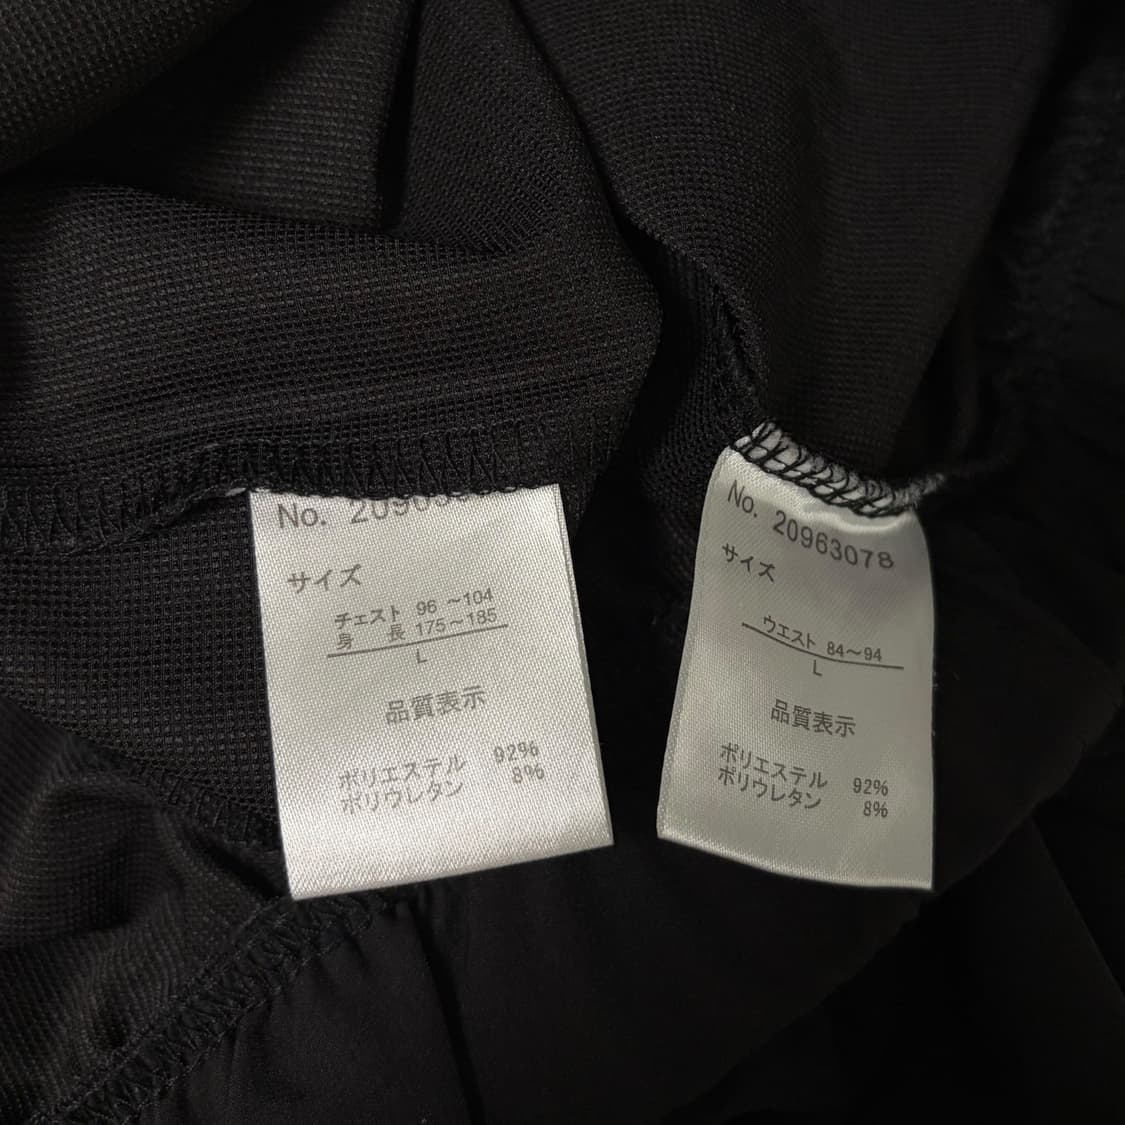 No.
サイズ
チェスト 96 ～104
身 長 175～185
L
品質表示
ポリエステル 92%
ポリウレタン 8%
No. 20963078
サイズ
ウエスト 84～94
L
品質表示
ポリエステル 92%
ポリウレタン 8%